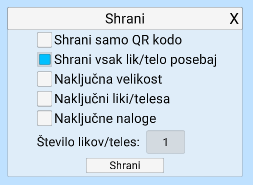 Shrani X
Shrani samo QR kodo
Shrani vsak lik/telo posebaj
Naključna velikost
Naključni liki/telesa
Naključne naloge
Število likov/teles: 1
Shrani